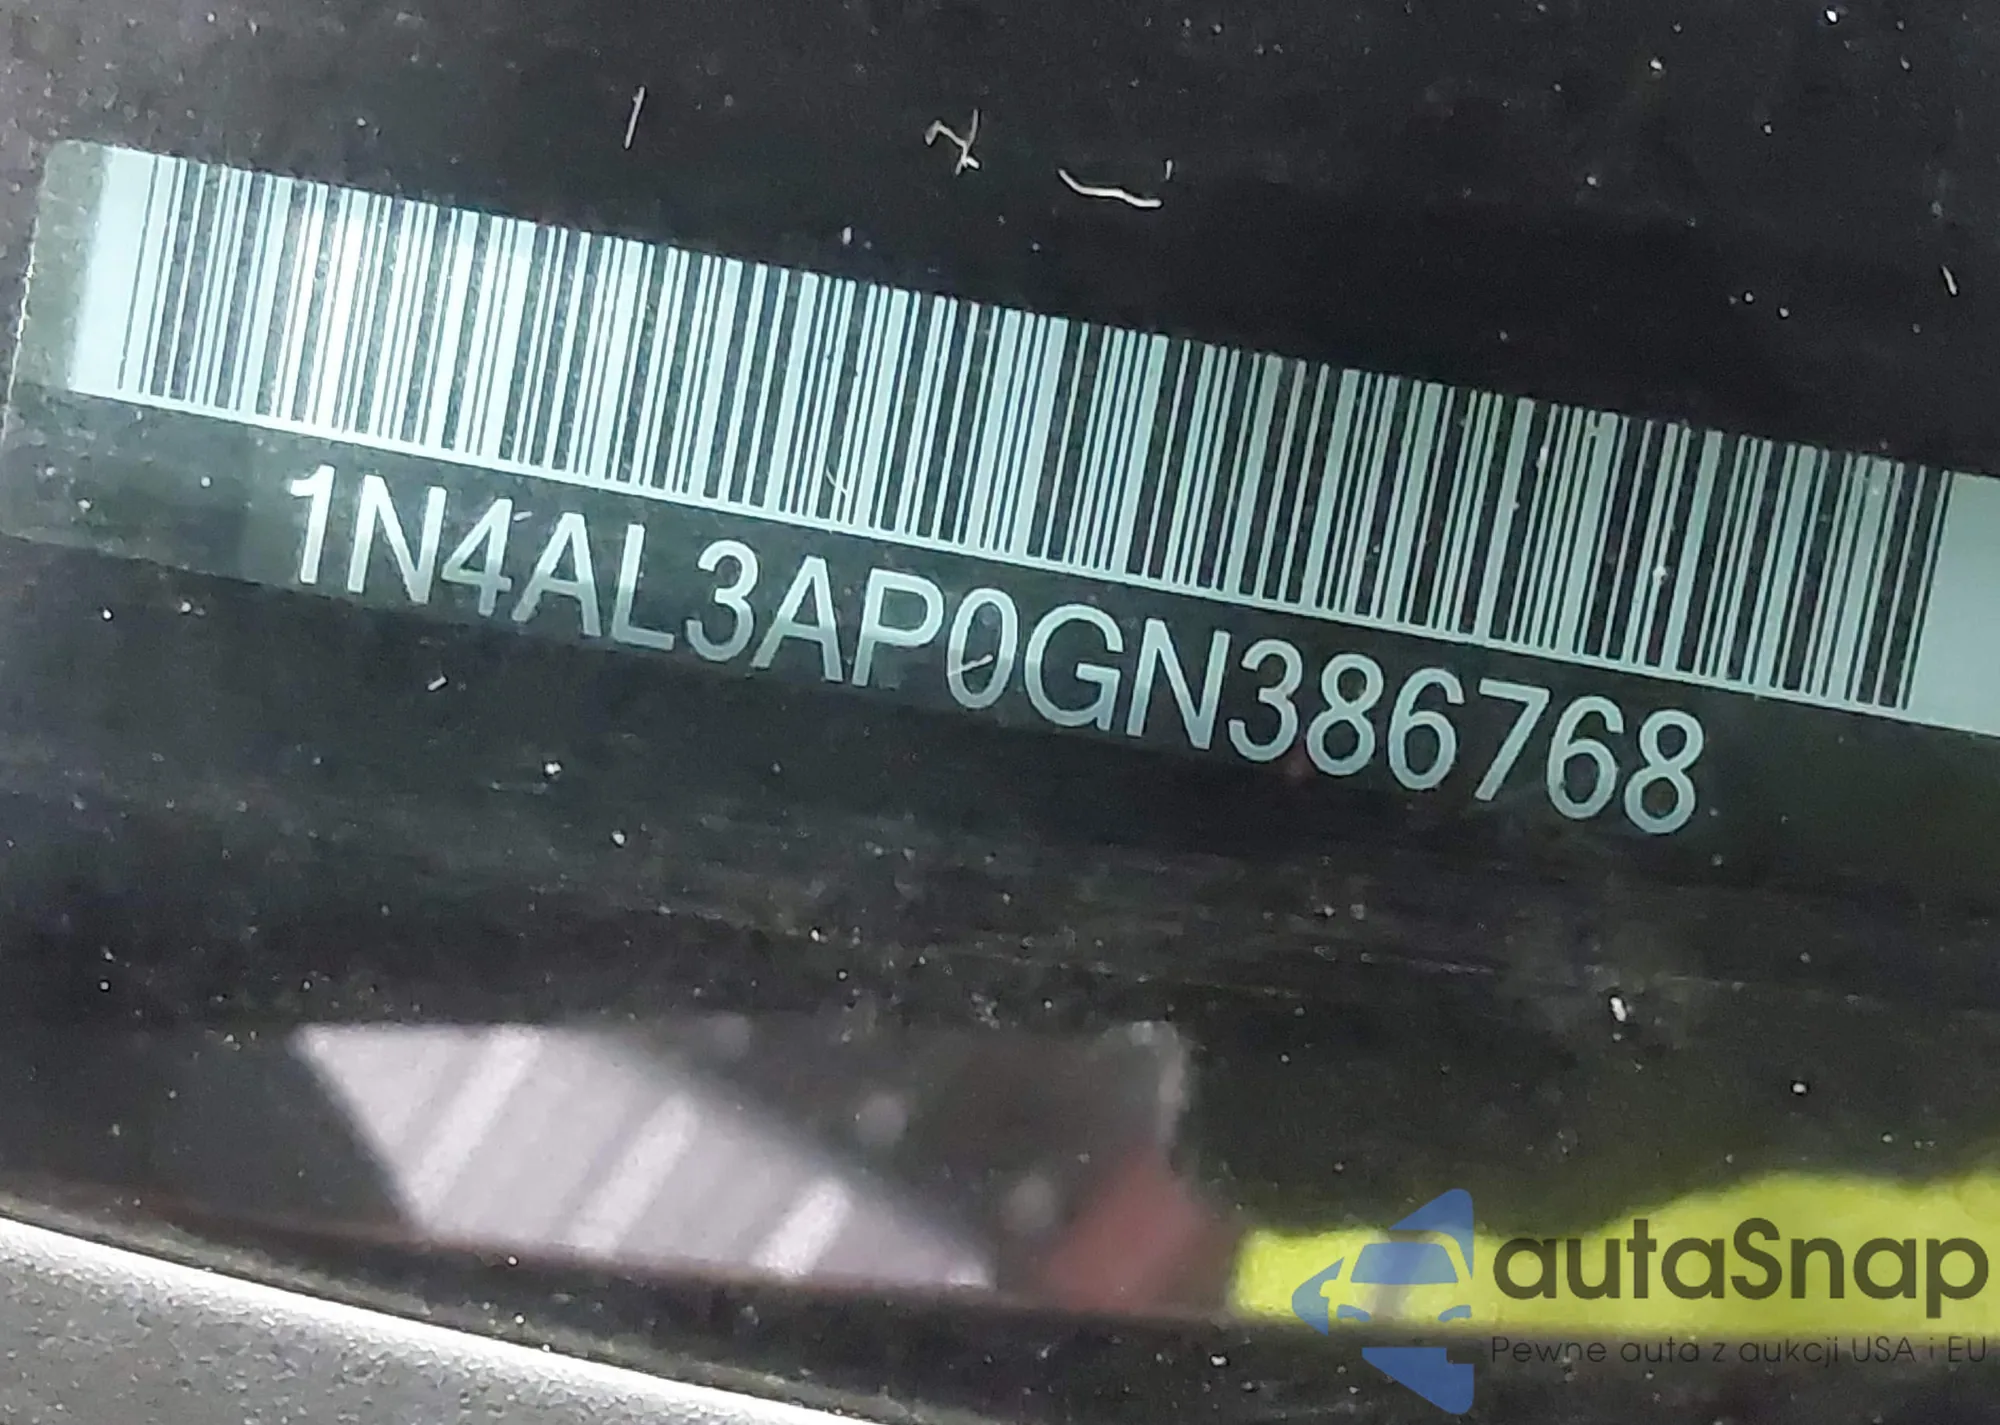 1N4AL3AP0GN386768
autaSnap
Pewne auta z aukcji USA i EU